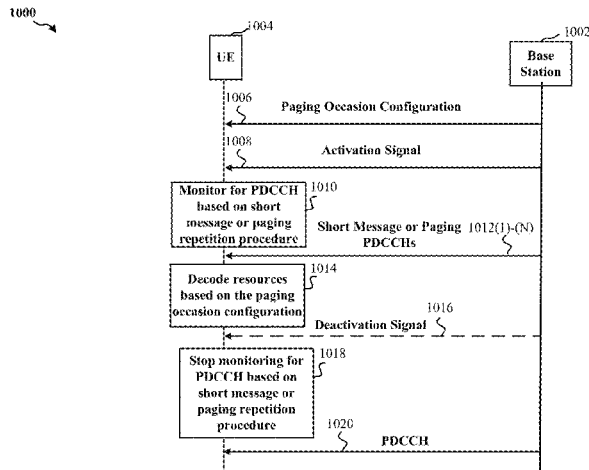 1000
1004
UE
1002
Base
Station
1006
Paging Occasion Configuration
1008
Activation Signal
Monitor for PDCCH
based on short
message or paging
repetition procedure
1010
Short Message or Paging
PDCCHs
1012(1)-(N)
Decode resources
based on the paging
occasion configuration
1014
Deactivation Signal
1016
Stop monitoring for
PDCCH based on
short message or
paging repetition
procedure
1018
1020
PDCCH